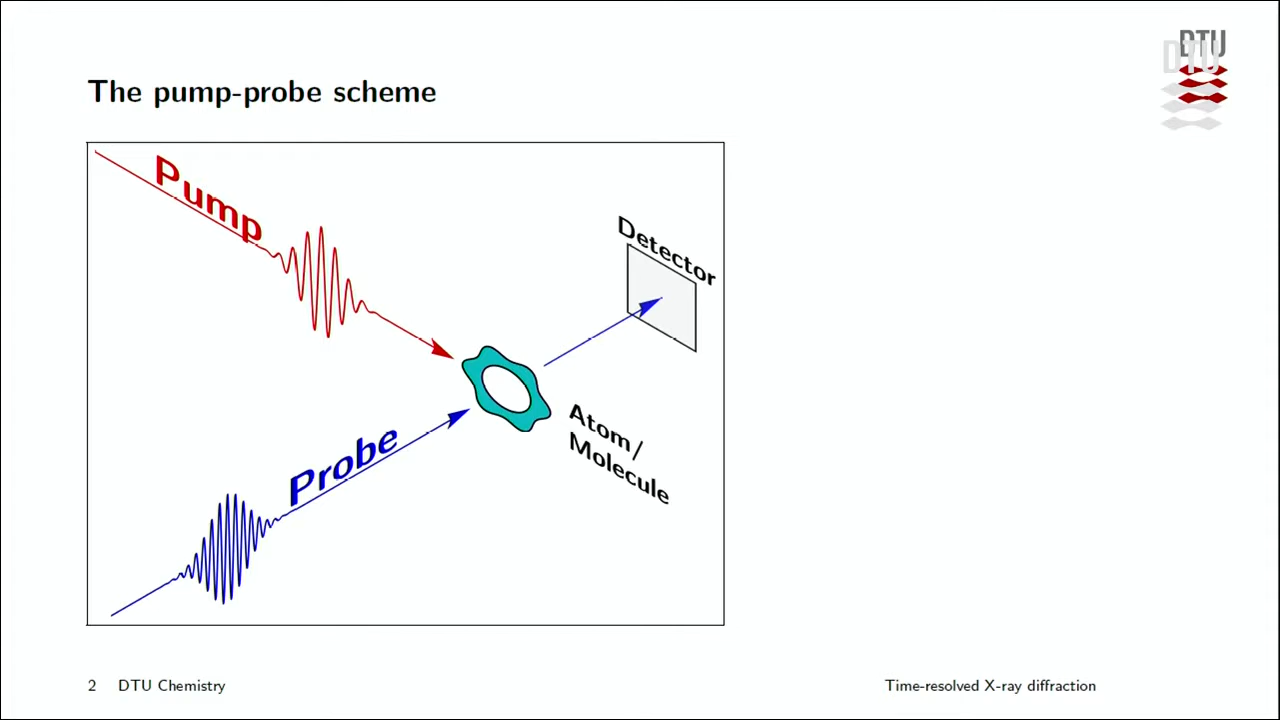 DTU
The pump-probe scheme
Pump
Detector
Probe
Atom/
Molecule
2 DTU Chemistry
Time-resolved X-ray diffraction